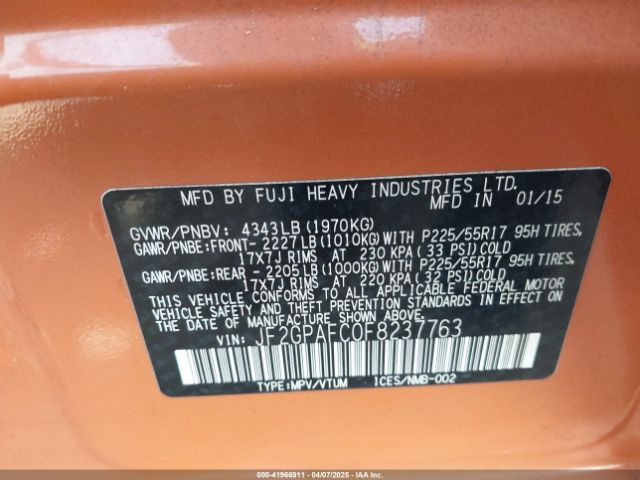 MFD BY FUJI HEAVY INDUSTRIES LTD.
MFD IN 01/15
GVWR/PNBV: 4343LB(1970KG)
GAWR/PNBE:FRONT- 2227LB(1010KG)WITH P225/55R17 95H TIRES,
17X7J RIMS AT 230 KPA(33 PSI)COLD
GAWR/PNBE:REAR - 2205LB(1000KG)WITH P225/55R17 95H TIRES,
17X7J RIMS AT 220 KPA(32 PSI)COLD
THIS VEHICLE CONFORMS TO ALL APPLICABLE FEDERAL MOTOR
VEHICLE SAFETY, BUMPER, AND THEFT PREVENTION STANDARDS
IN EFFECT ON THE DATE OF MANUFACTURE SHOWN ABOVE.
VIN: JF2GPAFC0F8237763
TYPE:MPV/VTUM ICES/NMB-002
000-41966911 - 04/07/2025 - IAAI.COM